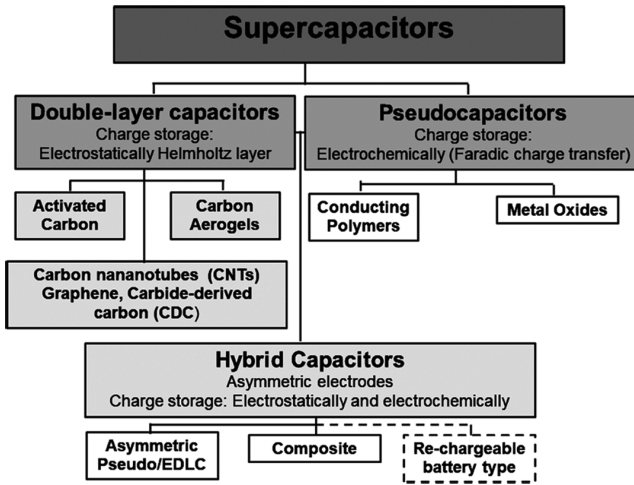 Supercapacitors
Double-layer capacitors
Charge storage:
Electrostatically Helmholtz layer
Pseudocapacitors
Charge storage:
Electrochemically (Faradic charge transfer)
Activated
Carbon
Carbon
Aerogels
Conducting
Polymers
Metal Oxides
Carbon nananotubes (CNTs)
Graphene, Carbide-derived
carbon (CDC)
Hybrid Capacitors
Asymmetric electrodes
Charge storage: Electrostatically and electrochemically
Asymmetric
Pseudo/EDLC
Composite
Re-chargeable
battery type